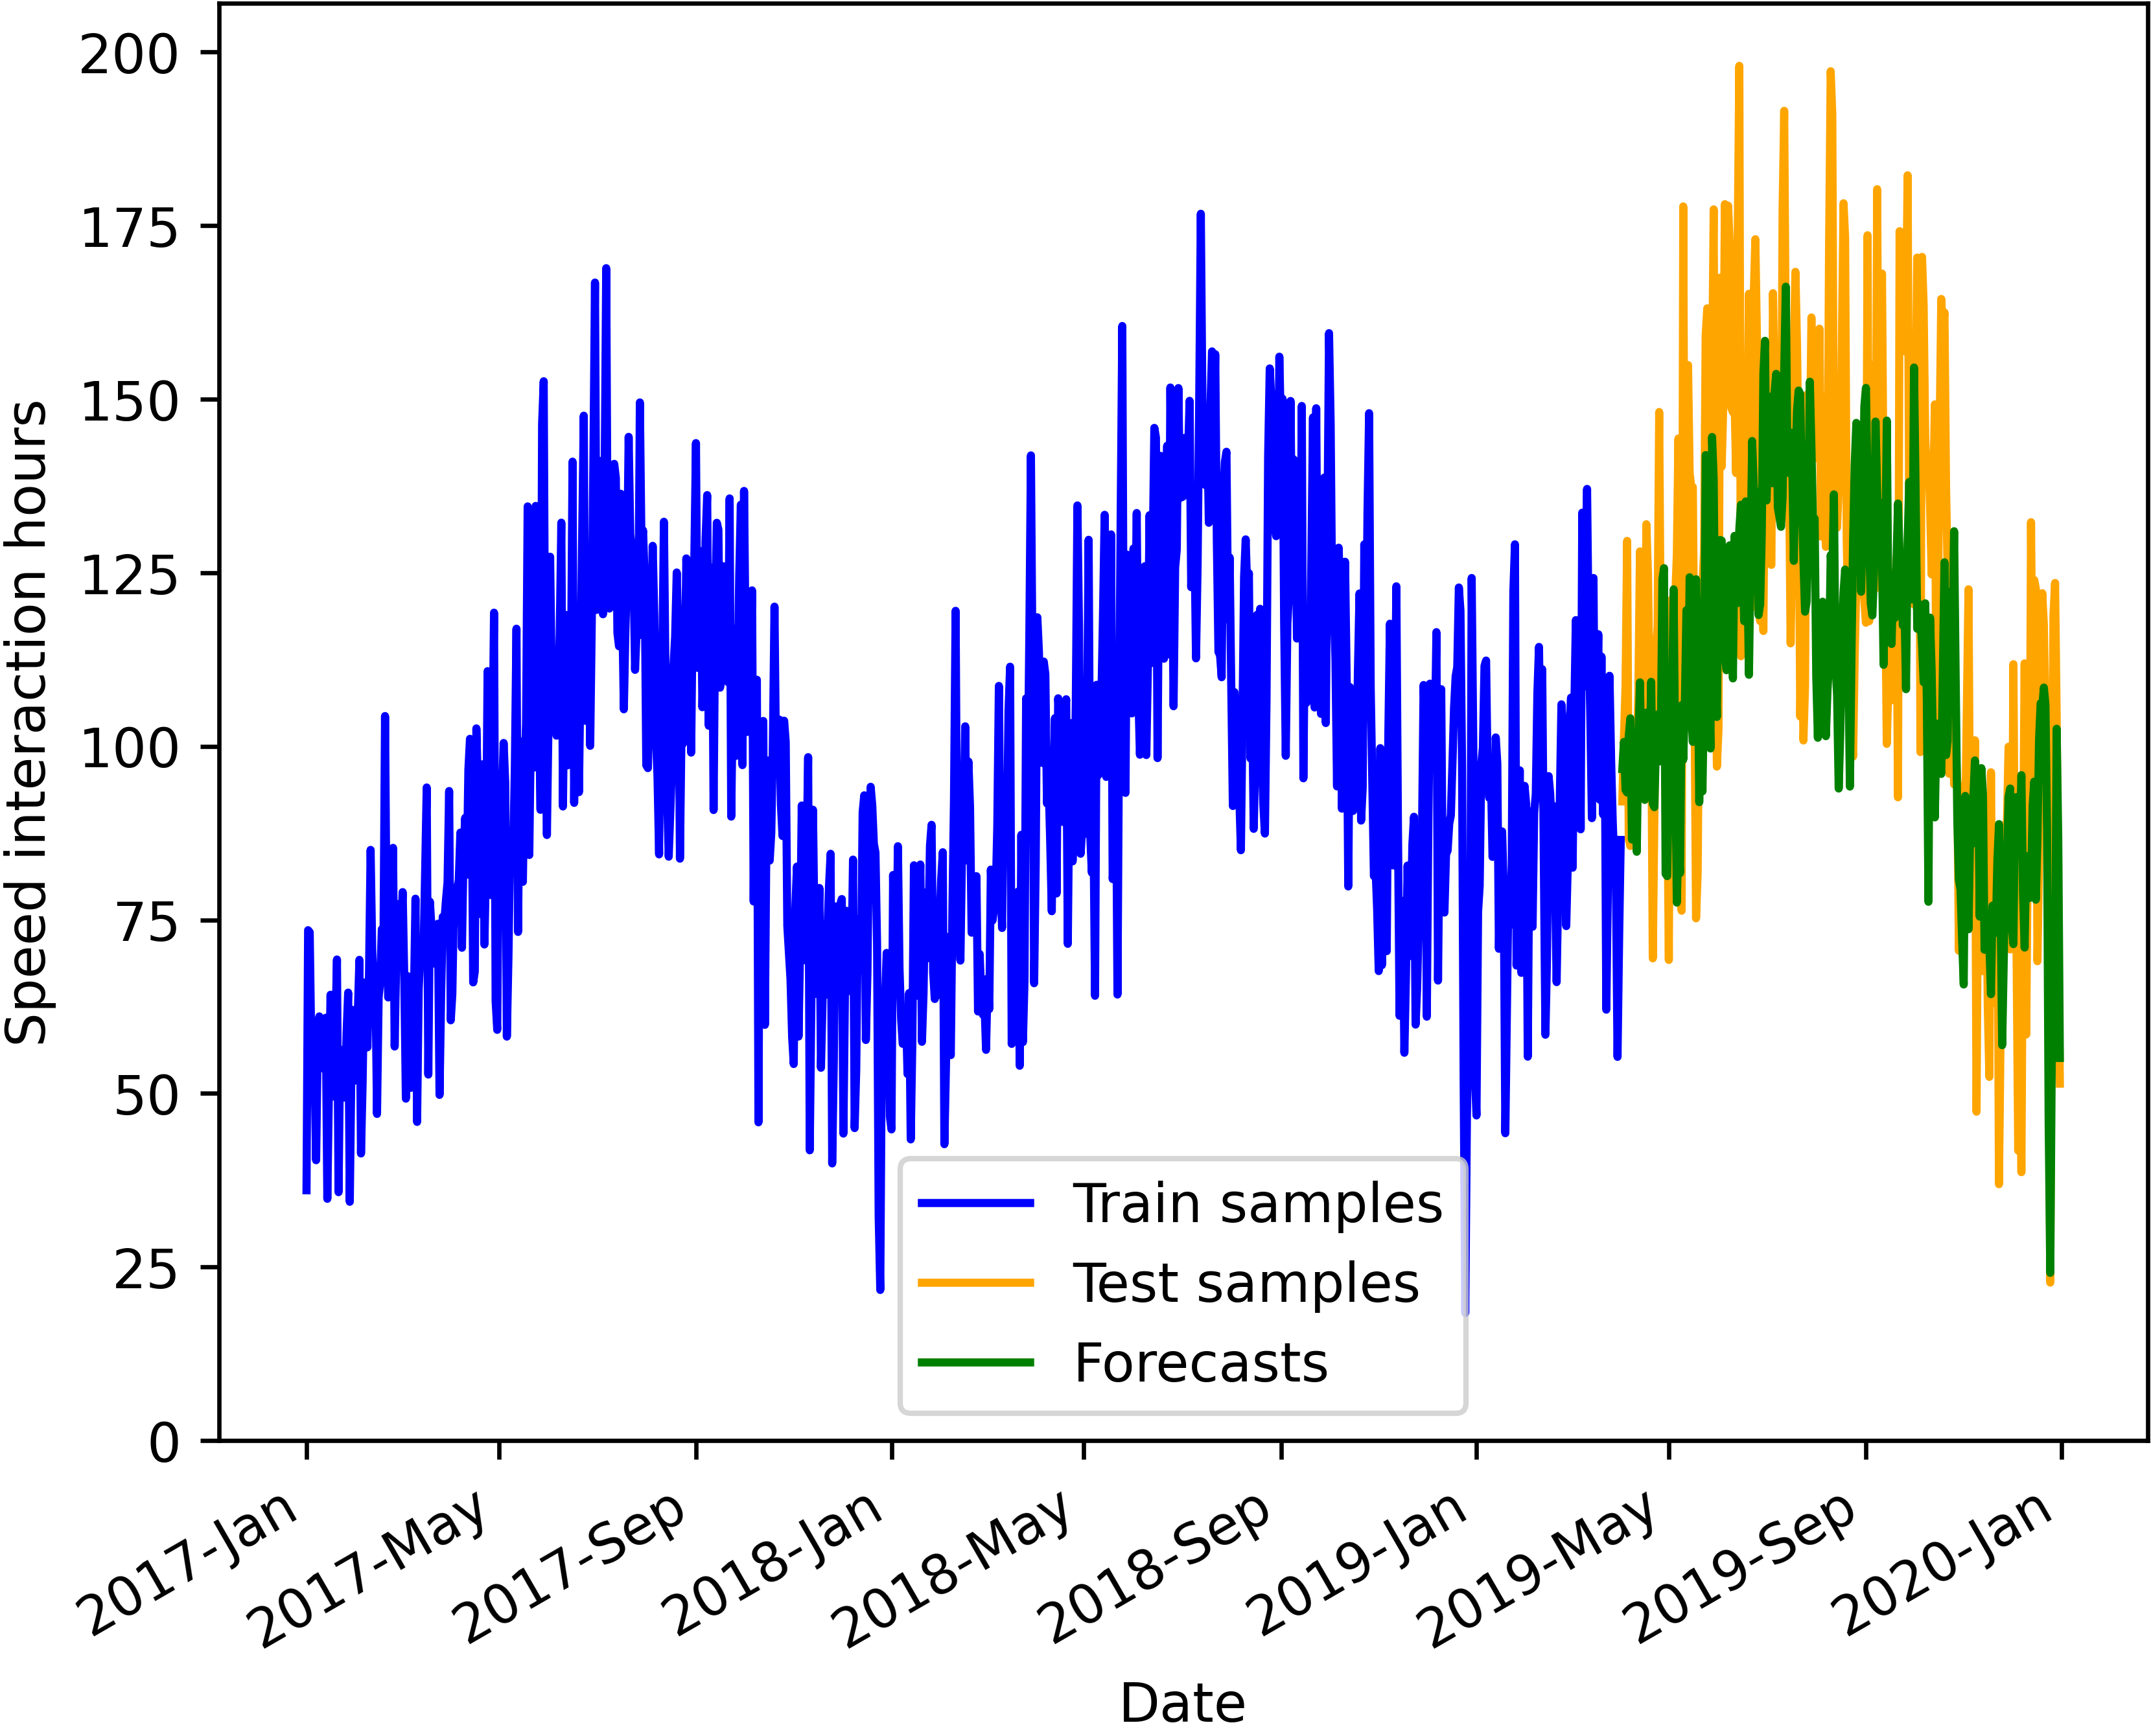 200
175
150
125
100
75
50
25
0
Speed interaction hours
Train samples
Test samples
Forecasts
2017-Jan
2017-May
2017-Sep
2018-Jan
2018-May
2018-Sep
2019-Jan
2019-May
2019-Sep
2020-Jan
Date